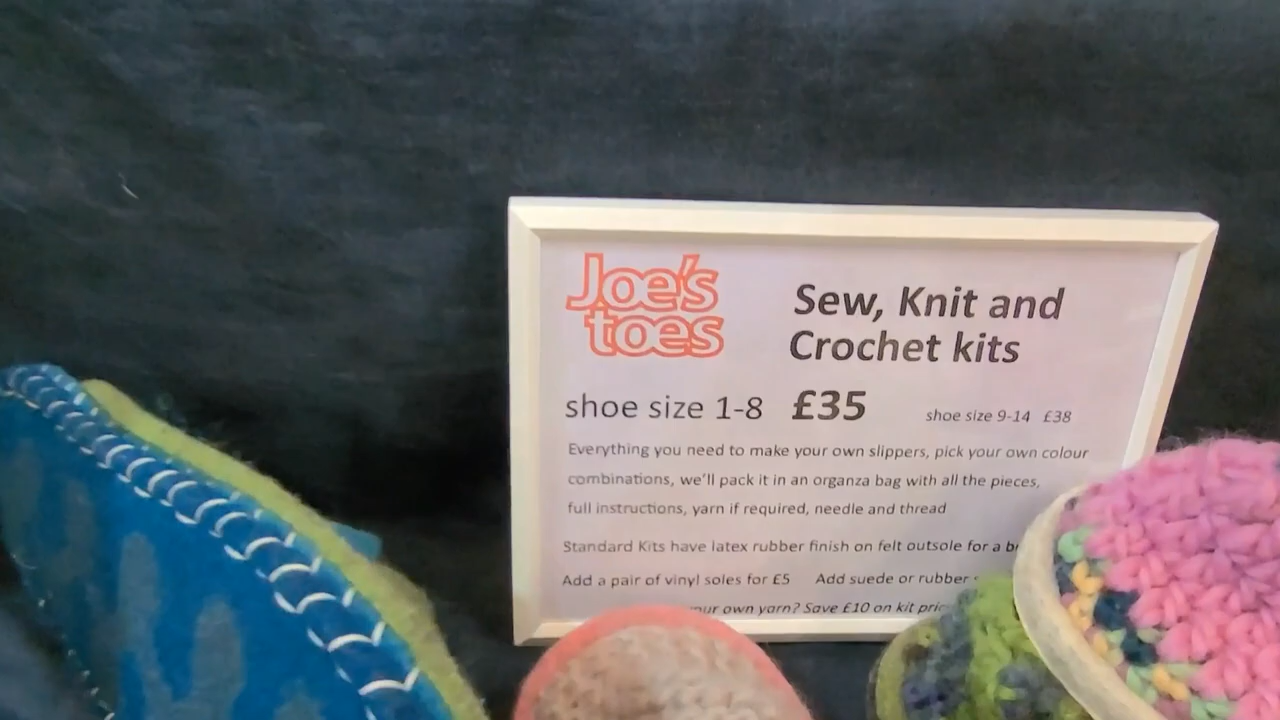 Joe's
toes
Sew, Knit and
Crochet kits
shoe size 1-8 £35 shoe size 9-14 £38
Everything you need to make your own slippers, pick your own colour
combinations, we'll pack it in an organza bag with all the pieces,
full instructions, yarn if required, needle and thread
Standard Kits have latex rubber finish on felt outsole for a
Add a pair of vinyl soles for £5 Add suede or rubber
own yarn? Save £10 on kit